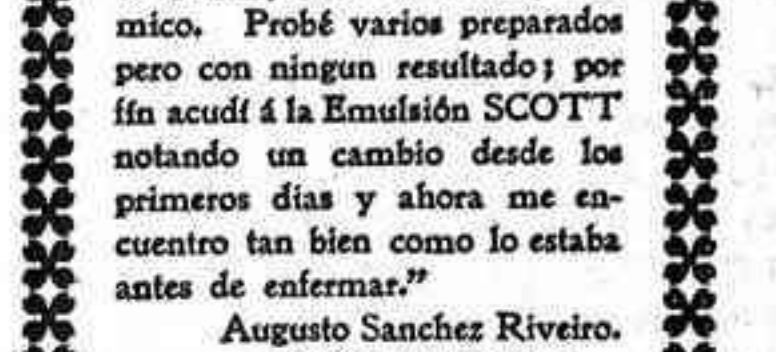 mico. Probé varios preparados
pero con ningun resultado; por
fín acudí á la Emulsión SCOTT
notando un cambio desde los
primeros días y ahora me en-
cuentro tan bien como lo estaba
antes de enfermar."
Augusto Sanchez Riveiro.